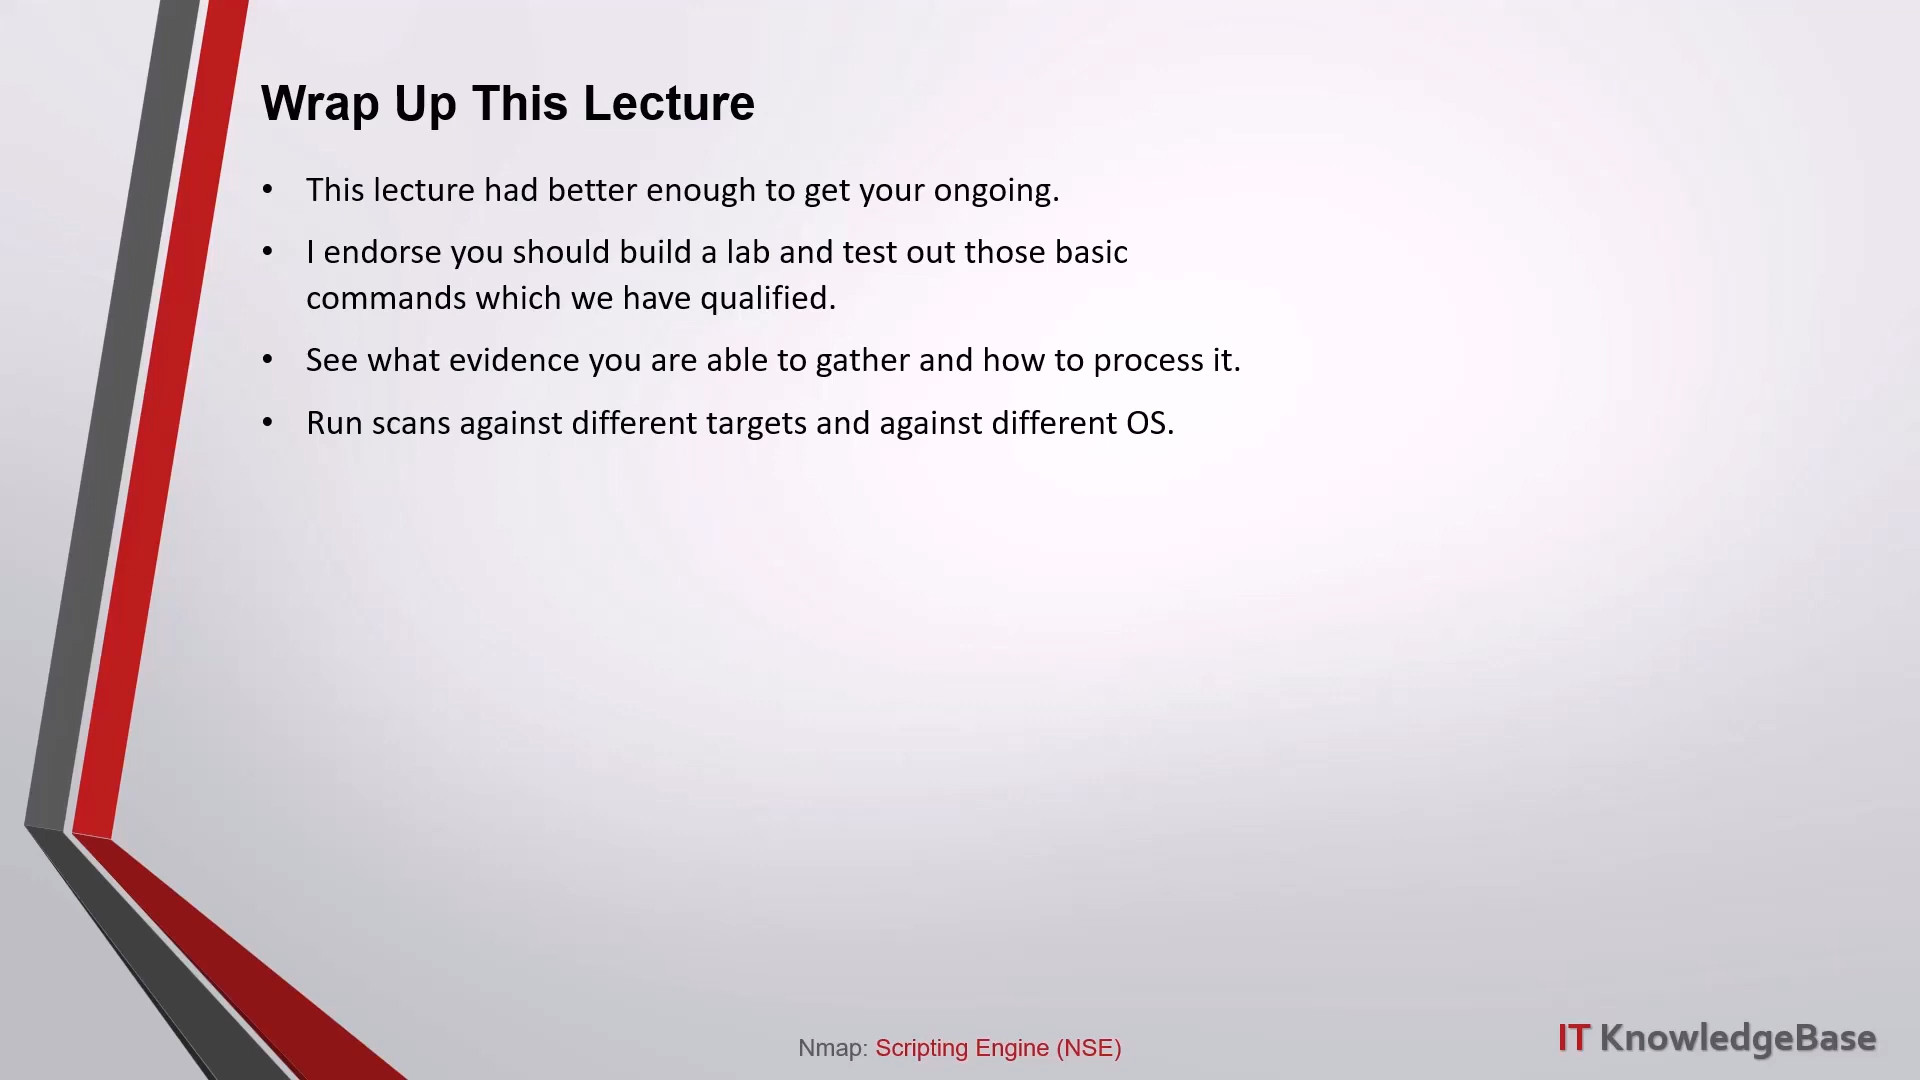 Wrap Up This Lecture
• This lecture had better enough to get your ongoing.
• I endorse you should build a lab and test out those basic
commands which we have qualified.
• See what evidence you are able to gather and how to process it.
• Run scans against different targets and against different OS.
Nmap: Scripting Engine (NSE)
IT KnowledgeBase